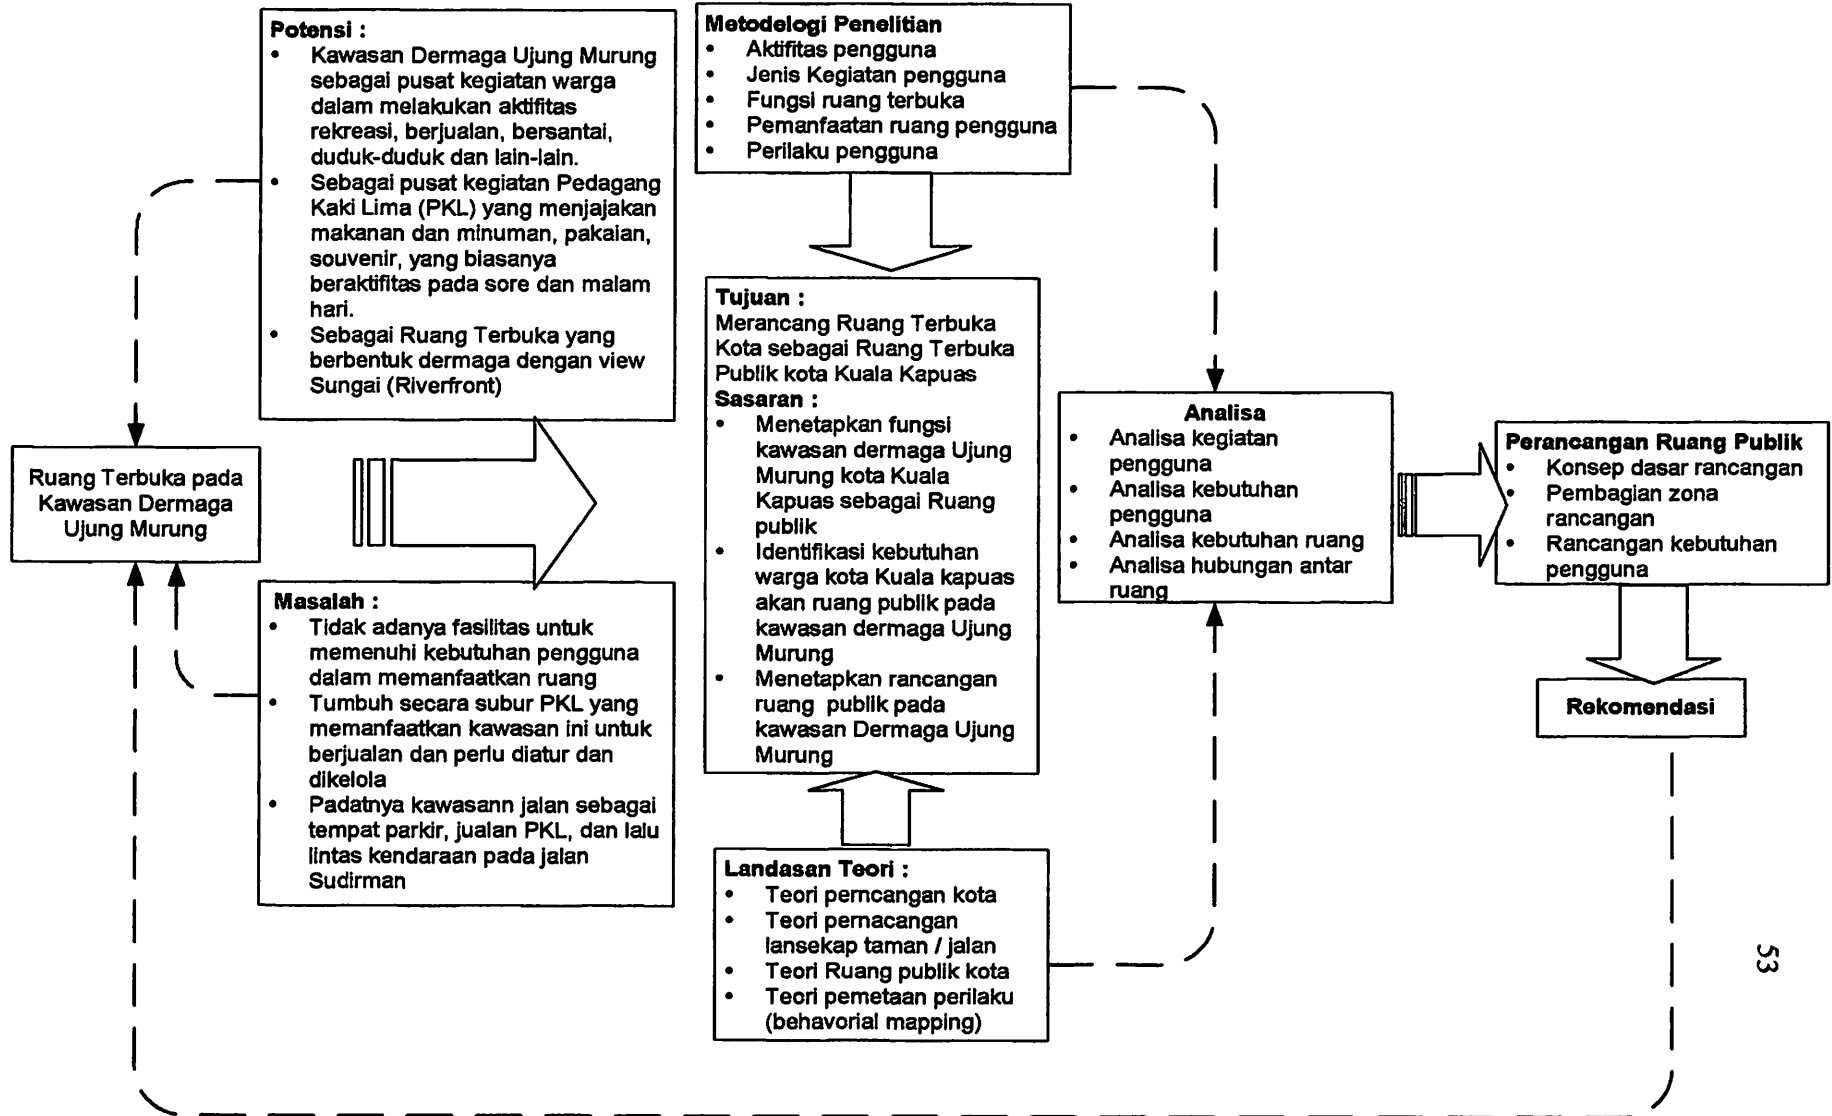 Potensi :
• Kawasan Dermaga Ujung Murung
sebagai pusat kegiatan warga
dalam melakukan aktifitas
rekreasi, berjualan, bersantai,
duduk-duduk dan lain-lain.
• Sebagai pusat kegiatan Pedagang
Kaki Lima (PKL) yang menjajakan
makanan dan minuman, pakaian,
souvenir, yang biasanya
beraktifitas pada sore dan malam
hari.
• Sebagai Ruang Terbuka yang
berbentuk dermaga dengan view
Sungai (Riverfront)
Ruang Terbuka pada
Kawasan Dermaga
Ujung Murung
Masalah :
• Tidak adanya fasilitas untuk
memenuhi kebutuhan pengguna
dalam memanfaatkan ruang
• Tumbuh secara subur PKL yang
memanfaatkan kawasan ini untuk
berjualan dan perlu diatur dan
dikelola
• Padatnya kawasann jalan sebagai
tempat parkir, jualan PKL, dan lalu
lintas kendaraan pada jalan
Sudirman
Metodelogi Penelitian
• Aktifitas pengguna
• Jenis Kegiatan pengguna
• Fungsi ruang terbuka
• Pemanfaatan ruang pengguna
• Perilaku pengguna
Tujuan :
Merancang Ruang Terbuka
Kota sebagai Ruang Terbuka
Publik kota Kuala Kapuas
Sasaran :
• Menetapkan fungsi
kawasan dermaga Ujung
Murung kota Kuala
Kapuas sebagai Ruang
publik
• Identifikasi kebutuhan
warga kota Kuala kapuas
akan ruang publik pada
kawasan dermaga Ujung
Murung
• Menetapkan rancangan
ruang publik pada
kawasan Dermaga Ujung
Murung
Landasan Teori :
• Teori perncangan kota
• Teori pernacangan
lansekap taman / jalan
• Teori Ruang publik kota
• Teori pemetaan perilaku
(behavorial mapping)
Analisa
• Analisa kegiatan
pengguna
• Analisa kebutuhan
pengguna
• Analisa kebutuhan ruang
• Analisa hubungan antar
ruang
Perancangan Ruang Publik
• Konsep dasar rancangan
• Pembagian zona
rancangan
• Rancangan kebutuhan
pengguna
Rekomendasi
53